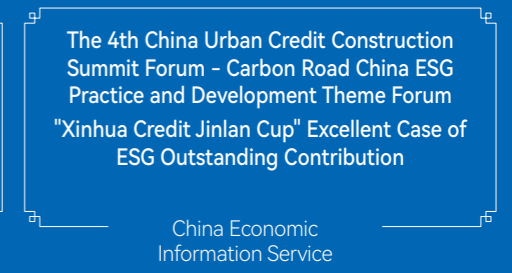 The 4th China Urban Credit Construction
Summit Forum - Carbon Road China ESG
Practice and Development Theme Forum
"Xinhua Credit Jinlan Cup" Excellent Case of
ESG Outstanding Contribution
China Economic
Information Service